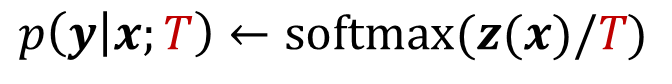 p(y|x; T) ← softmax(z(x)/T)